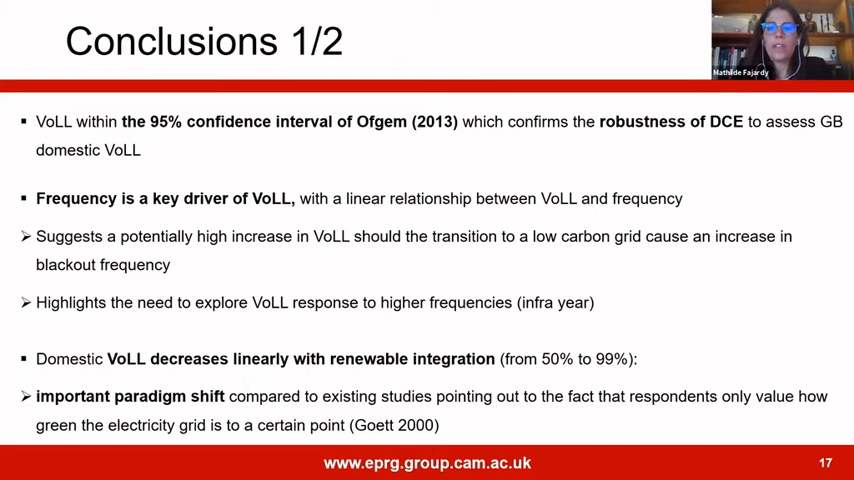 Conclusions 1/2
Mathilde Fajardy
▪ VoLL within the 95% confidence interval of Ofgem (2013) which confirms the robustness of DCE to assess GB
domestic VoLL
▪ Frequency is a key driver of VoLL, with a linear relationship between VoLL and frequency
➢ Suggests a potentially high increase in VoLL should the transition to a low carbon grid cause an increase in
blackout frequency
➢ Highlights the need to explore VoLL response to higher frequencies (infra year)
▪ Domestic VoLL decreases linearly with renewable integration (from 50% to 99%):
➢ important paradigm shift compared to existing studies pointing out to the fact that respondents only value how
green the electricity grid is to a certain point (Goett 2000)
www.eprg.group.cam.ac.uk
17